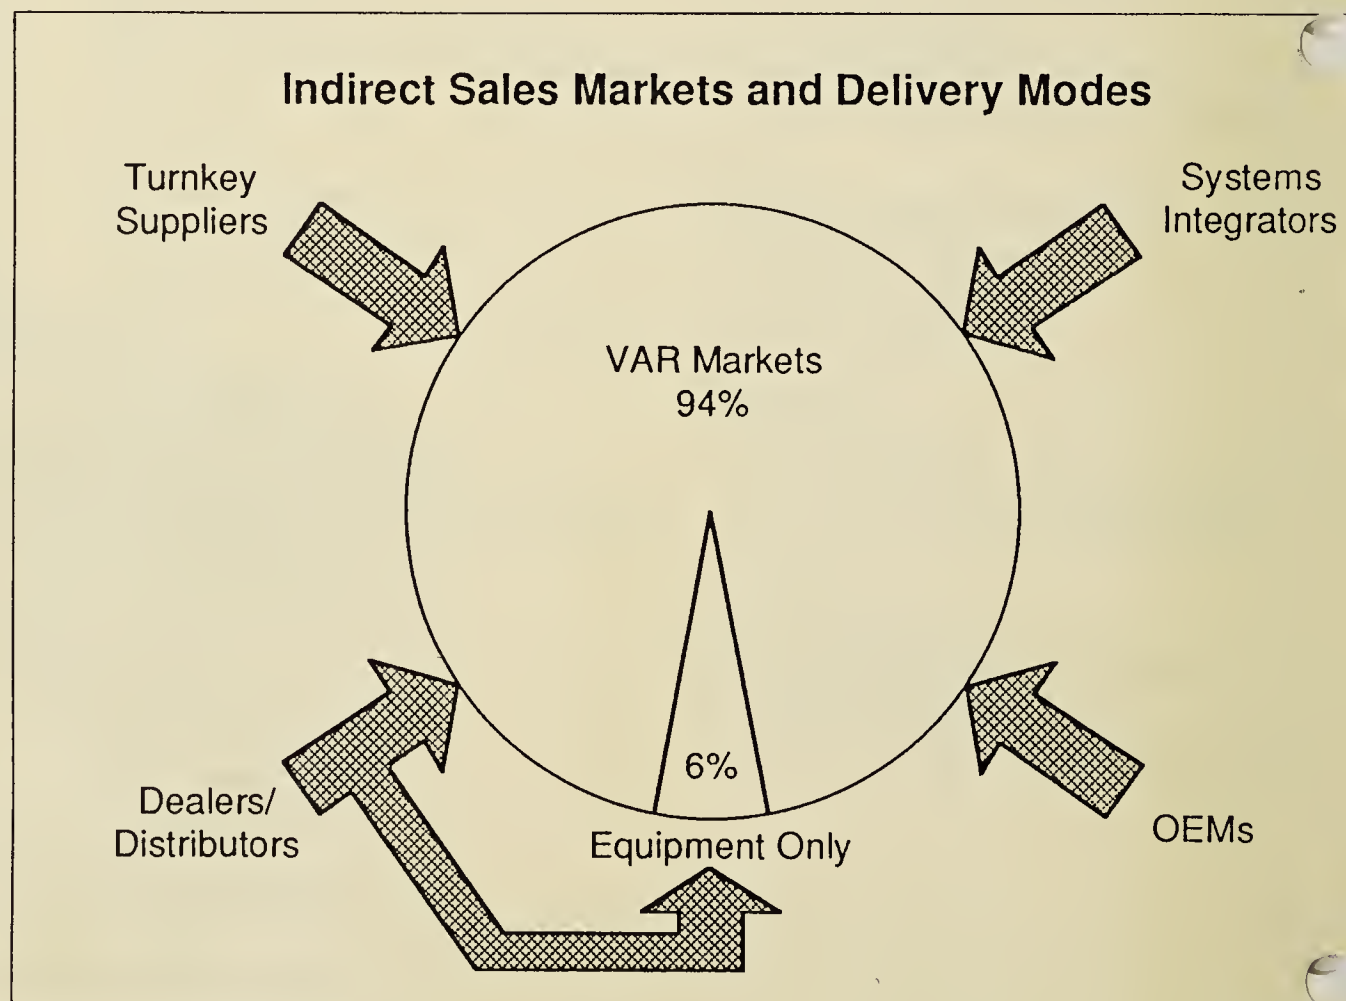 Indirect Sales Markets and Delivery Modes
Turnkey
Suppliers
Systems
Integrators
VAR Markets
94%
6%
Dealers/
Distributors
Equipment Only
OEMs